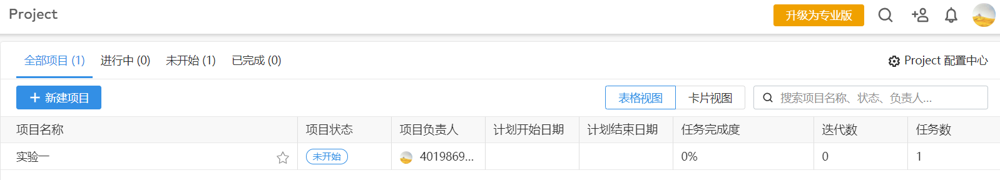 Project
升级为专业版
全部项目 (1) 进行中 (0) 未开始 (1) 已完成 (0)
Project 配置中心
新建项目
表格视图 卡片视图 搜索项目名称、状态、负责人...
项目名称 项目状态 项目负责人 计划开始日期 计划结束日期 任务完成度 迭代数 任务数
实验一 未开始 4019869... 0% 0 1